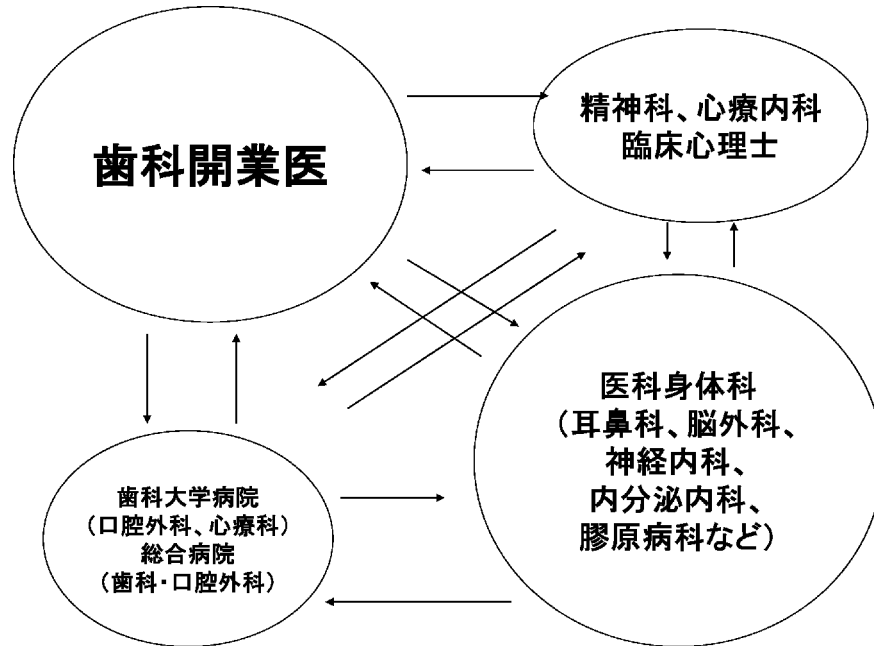 歯科開業医
精神科、心療内科
臨床心理士
医科身体科
(耳鼻科、脳外科、
神経内科、
内分泌内科、
膠原病科など)
歯科大学病院
(口腔外科、心療科)
総合病院
(歯科・口腔外科)